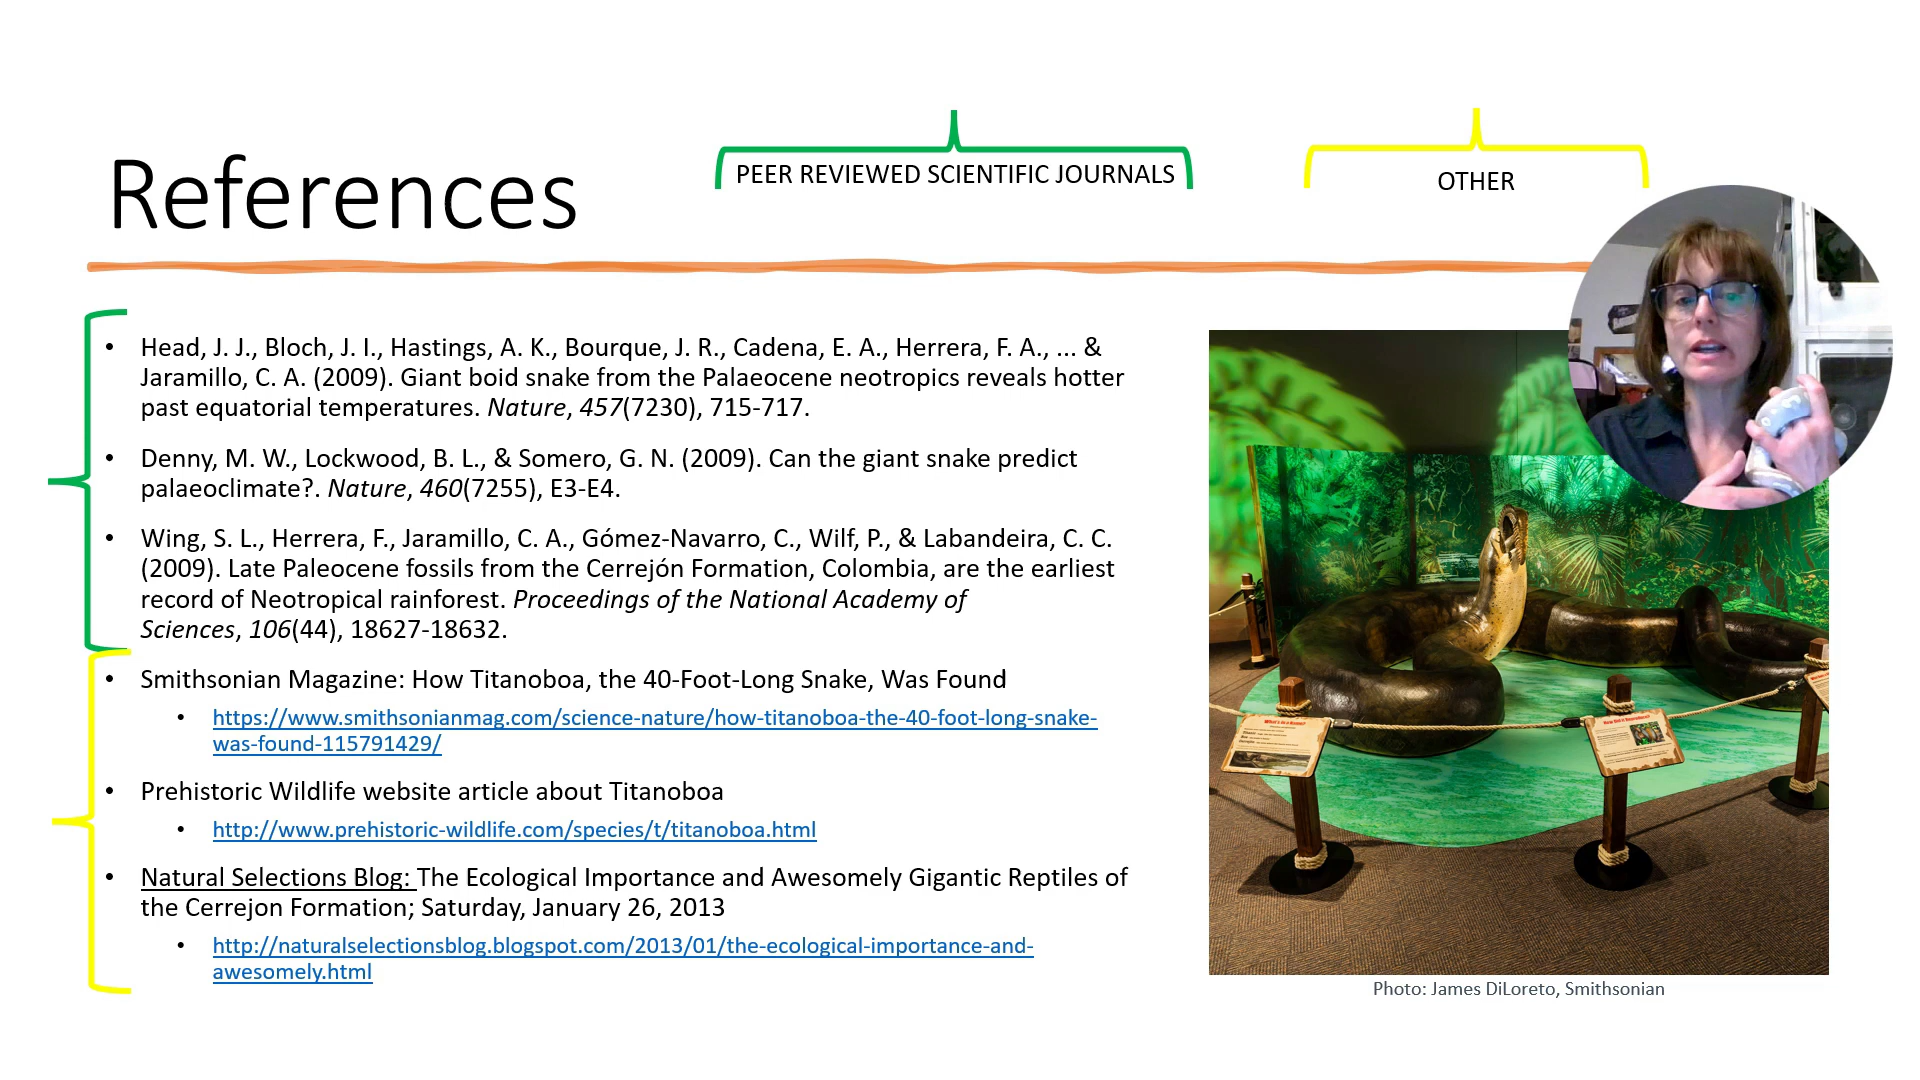 References
PEER REVIEWED SCIENTIFIC JOURNALS
OTHER
• Head, J. J., Bloch, J. I., Hastings, A. K., Bourque, J. R., Cadena, E. A., Herrera, F. A., ... &
Jaramillo, C. A. (2009). Giant boid snake from the Palaeocene neotropics reveals hotter
past equatorial temperatures. Nature, 457(7230), 715-717.
• Denny, M. W., Lockwood, B. L., & Somero, G. N. (2009). Can the giant snake predict
palaeoclimate?. Nature, 460(7255), E3-E4.
• Wing, S. L., Herrera, F., Jaramillo, C. A., Gómez-Navarro, C., Wilf, P., & Labandeira, C. C.
(2009). Late Paleocene fossils from the Cerrejón Formation, Colombia, are the earliest
record of Neotropical rainforest. Proceedings of the National Academy of
Sciences, 106(44), 18627-18632.
• Smithsonian Magazine: How Titanoboa, the 40-Foot-Long Snake, Was Found
• https://www.smithsonianmag.com/science-nature/how-titanoboa-the-40-foot-long-snake-
was-found-115791429/
• Prehistoric Wildlife website article about Titanoboa
• http://www.prehistoric-wildlife.com/species/t/titanoboa.html
• Natural Selections Blog: The Ecological Importance and Awesomely Gigantic Reptiles of
the Cerrejon Formation; Saturday, January 26, 2013
• http://naturalselectionsblog.blogspot.com/2013/01/the-ecological-importance-and-
awesomely.html
Photo: James DiLoreto, Smithsonian